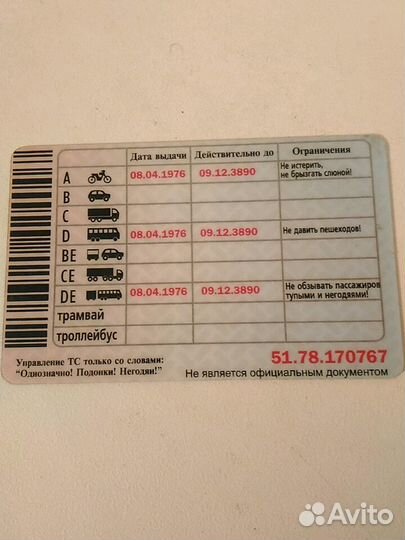 Дата выдачи Действительно до Ограничения
A 08.04.1976 09.12.3890 Не истерить,
не брызгать слюной!
B
C
D 08.04.1976 09.12.3890 Не давить пешеходов!
BE
CE
DE 08.04.1976 09.12.3890 Не обзывать пассажиров
тупыми и негодяями!
трамвай
троллейбус
Управление ТС только со словами:
"Однозначно! Подонки! Негодяи!"
51.78.170767
Не является официальным документом
Avito